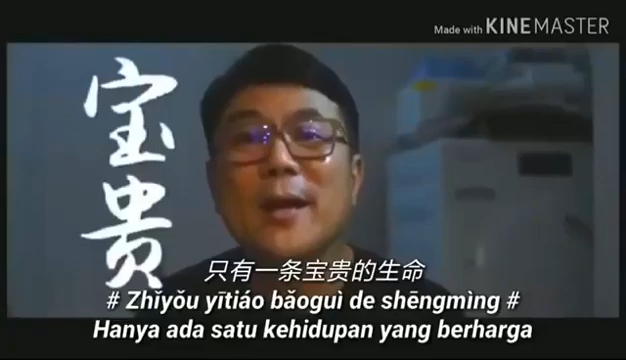 Made with KINEMASTER
宝贵
只有一条宝贵的生命
# Zhǐyǒu yītiáo bǎoguì de shēngmìng #
Hanya ada satu kehidupan yang berharga